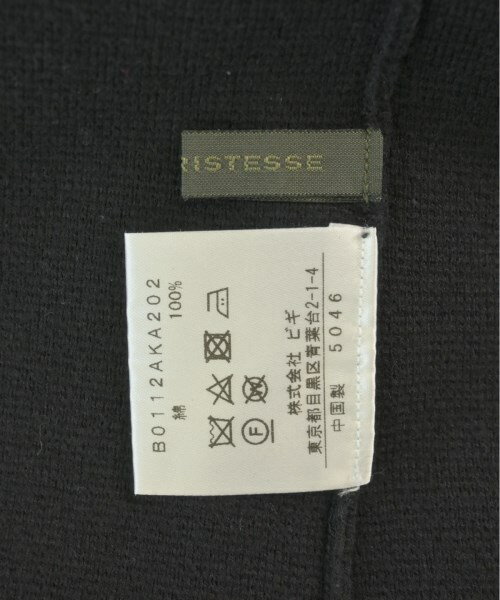 RISTESSE
B0112AKA202
綿 100%
F
株式会社 ビギ
東京都目黒区青葉台2-1-4
中国製 5046